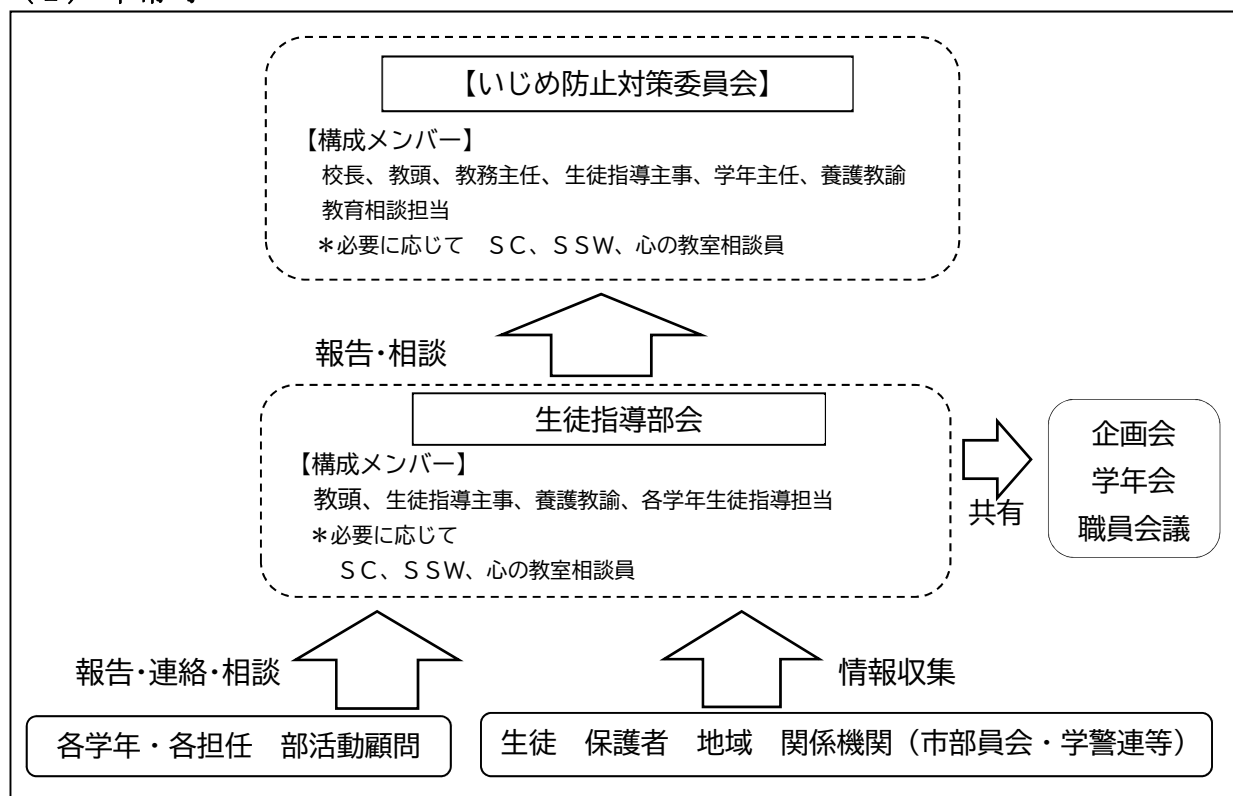 【いじめ防止対策委員会】
【構成メンバー】
校長、教頭、教務主任、生徒指導主事、学年主任、養護教諭
教育相談担当
＊必要に応じて　ＳＣ、ＳＳＷ、心の教室相談員
報告・相談
生徒指導部会
【構成メンバー】
教頭、生徒指導主事、養護教諭、各学年生徒指導担当
＊必要に応じて
ＳＣ、ＳＳＷ、心の教室相談員
共有
企画会
学年会
職員会議
報告・連絡・相談
情報収集
各学年・各担任　部活動顧問
生徒　保護者　地域　関係機関（市部員会・学警連等）